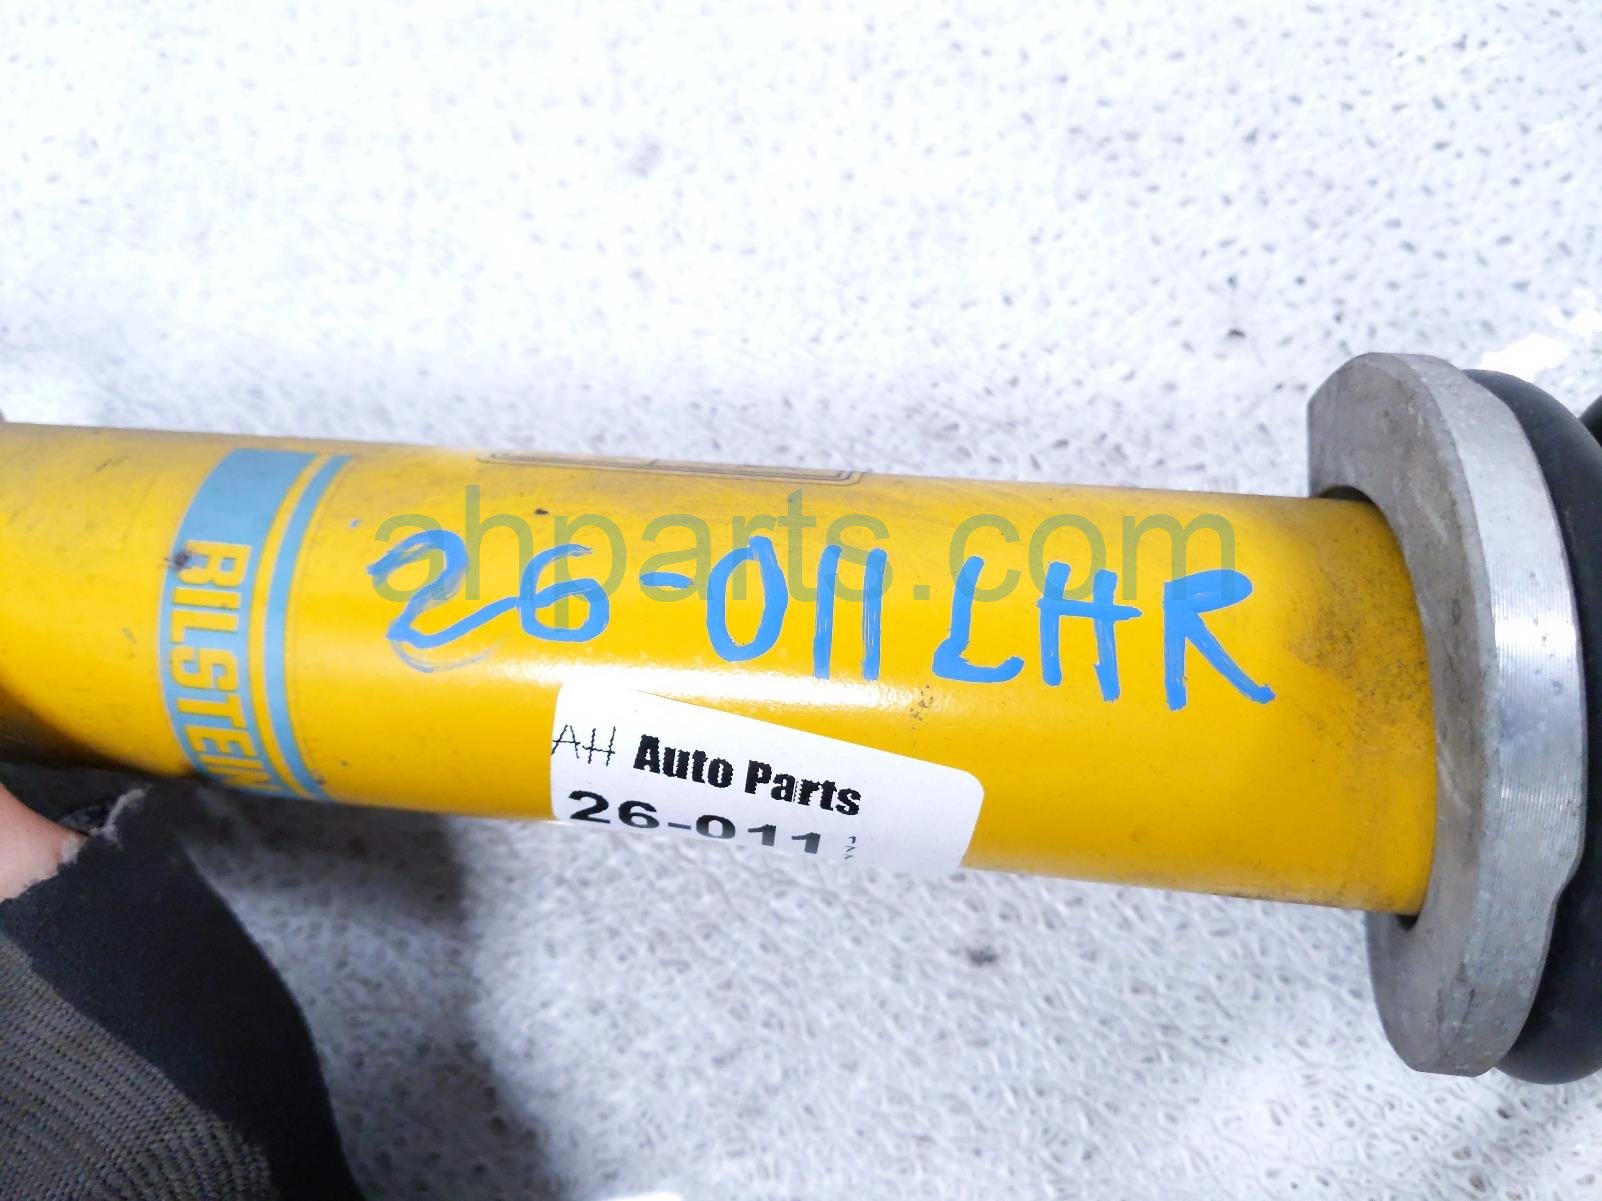 BILSTEIN
26-011 LHR
AH Auto Parts
26-011
ahparts.com